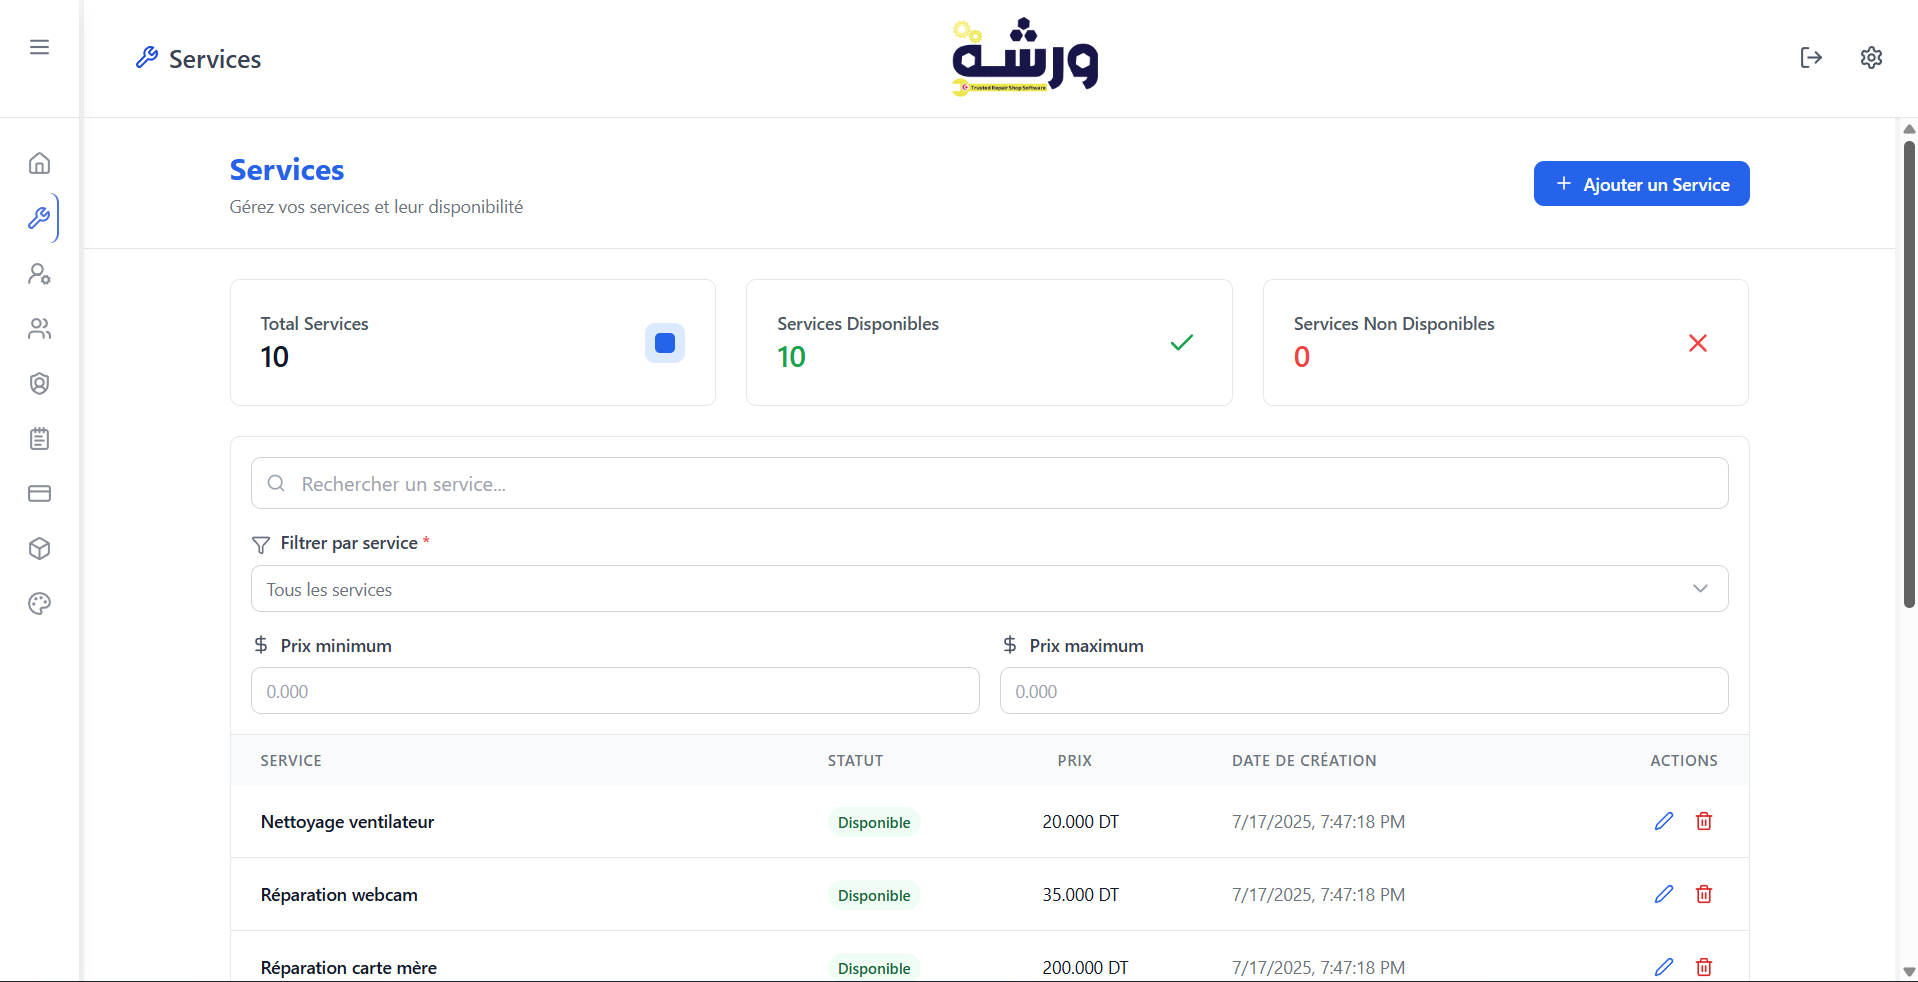 Services
ورشة
Trusted Repair Shop Software
Services
Gérez vos services et leur disponibilité
+ Ajouter un Service
Total Services
10
Services Disponibles
10
Services Non Disponibles
0
Rechercher un service...
Filtrer par service *
Tous les services
$ Prix minimum
$ Prix maximum
0.000
0.000
SERVICE STATUT PRIX DATE DE CRÉATION ACTIONS
Nettoyage ventilateur Disponible 20.000 DT 7/17/2025, 7:47:18 PM
Réparation webcam Disponible 35.000 DT 7/17/2025, 7:47:18 PM
Réparation carte mère Disponible 200.000 DT 7/17/2025, 7:47:18 PM